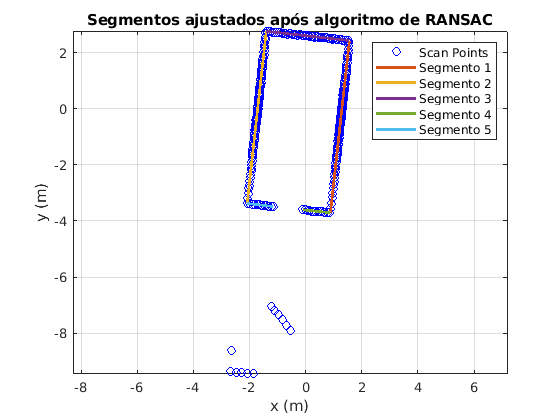 Segmentos ajustados após algoritmo de RANSAC
Scan Points
Segmento 1
Segmento 2
Segmento 3
Segmento 4
Segmento 5
2
0
-2
-4
-6
-8
y (m)
-8 -6 -4 -2 0 2 4 6
x (m)